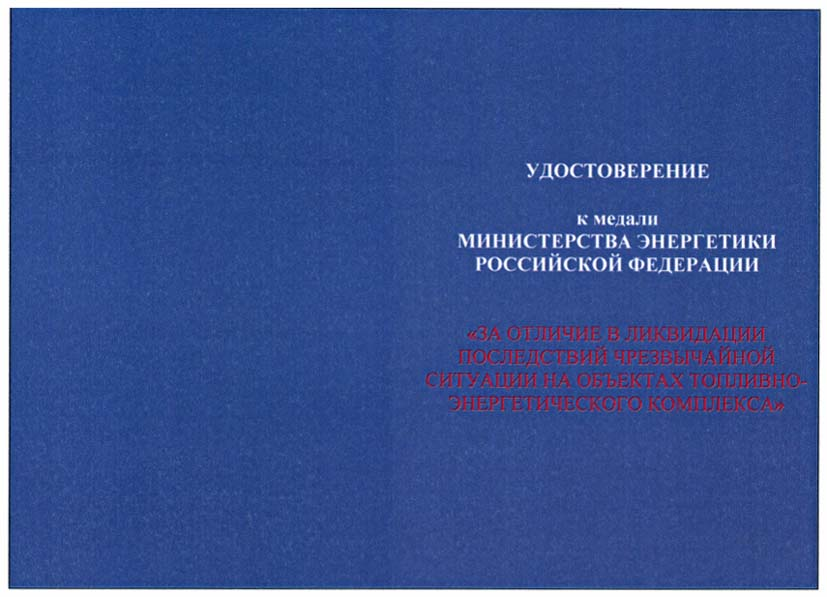 УДОСТОВЕРЕНИЕ
к медали
МИНИСТЕРСТВА ЭНЕРГЕТИКИ
РОССИЙСКОЙ ФЕДЕРАЦИИ
«ЗА ОТЛИЧИЕ В ЛИКВИДАЦИИ
ПОСЛЕДСТВИЙ ЧРЕЗВЫЧАЙНОЙ
СИТУАЦИИ НА ОБЪЕКТАХ ТОПЛИВНО-
ЭНЕРГЕТИЧЕСКОГО КОМПЛЕКСА»